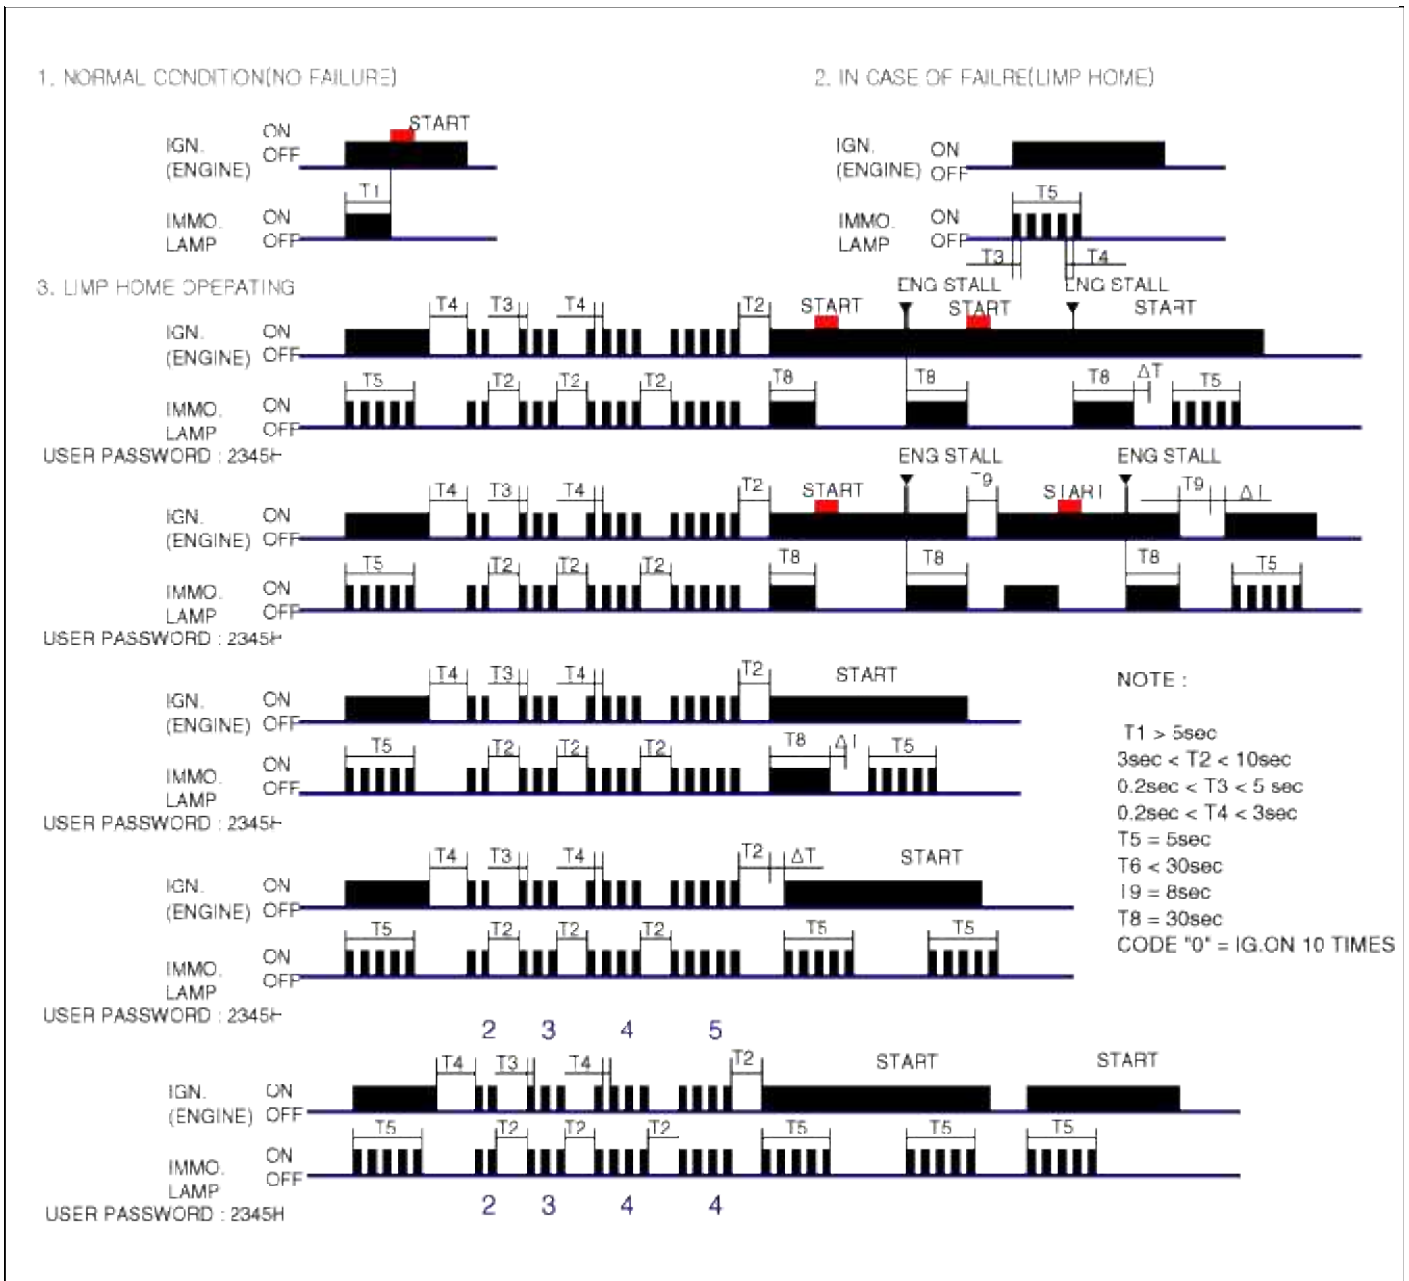 1. NORMAL CONDITION(NO FAILURE)
2. IN CASE OF FAILRE(LIMP HOME)
START
IGN. ON
(ENGINE) OFF
T1
IMMO. ON
LAMP OFF
IGN. ON
(ENGINE) OFF
T5
IMMO. ON
LAMP OFF
T3 T4
3. LIMP HOME OPERATING
ENG STALL ENG STALL
T4 T3 T4 T2 START START START
IGN. ON
(ENGINE) OFF
T5 T2 T2 T2 T8 T8 T8 ΔT T5
IMMO. ON
LAMP OFF
USER PASSWORD : 2345H
ENG STALL ENG STALL
T4 T3 T4 T2 START T9 START T9 ΔT
IGN. ON
(ENGINE) OFF
T5 T2 T2 T2 T8 T8 T8 T5
IMMO. ON
LAMP OFF
USER PASSWORD : 2345H
T4 T3 T4 T2 START
IGN. ON
(ENGINE) OFF
T5 T2 T2 T2 T8 ΔT T5
IMMO. ON
LAMP OFF
USER PASSWORD : 2345H
T4 T3 T4 T2 ΔT START
IGN. ON
(ENGINE) OFF
T5 T2 T2 T2 T5 T5
IMMO. ON
LAMP OFF
USER PASSWORD : 2345H
NOTE :
T1 > 5sec
3sec < T2 < 10sec
0.2sec < T3 < 5 sec
0.2sec < T4 < 3sec
T5 = 5sec
T6 < 30sec
T9 = 8sec
T8 = 30sec
CODE "0" = IG.ON 10 TIMES
2 3 4 5
T4 T3 T4 T2 START START
IGN. ON
(ENGINE) OFF
T5 T2 T2 T2 T5 T5 T5
IMMO. ON
LAMP OFF
2 3 4 4
USER PASSWORD : 2345H